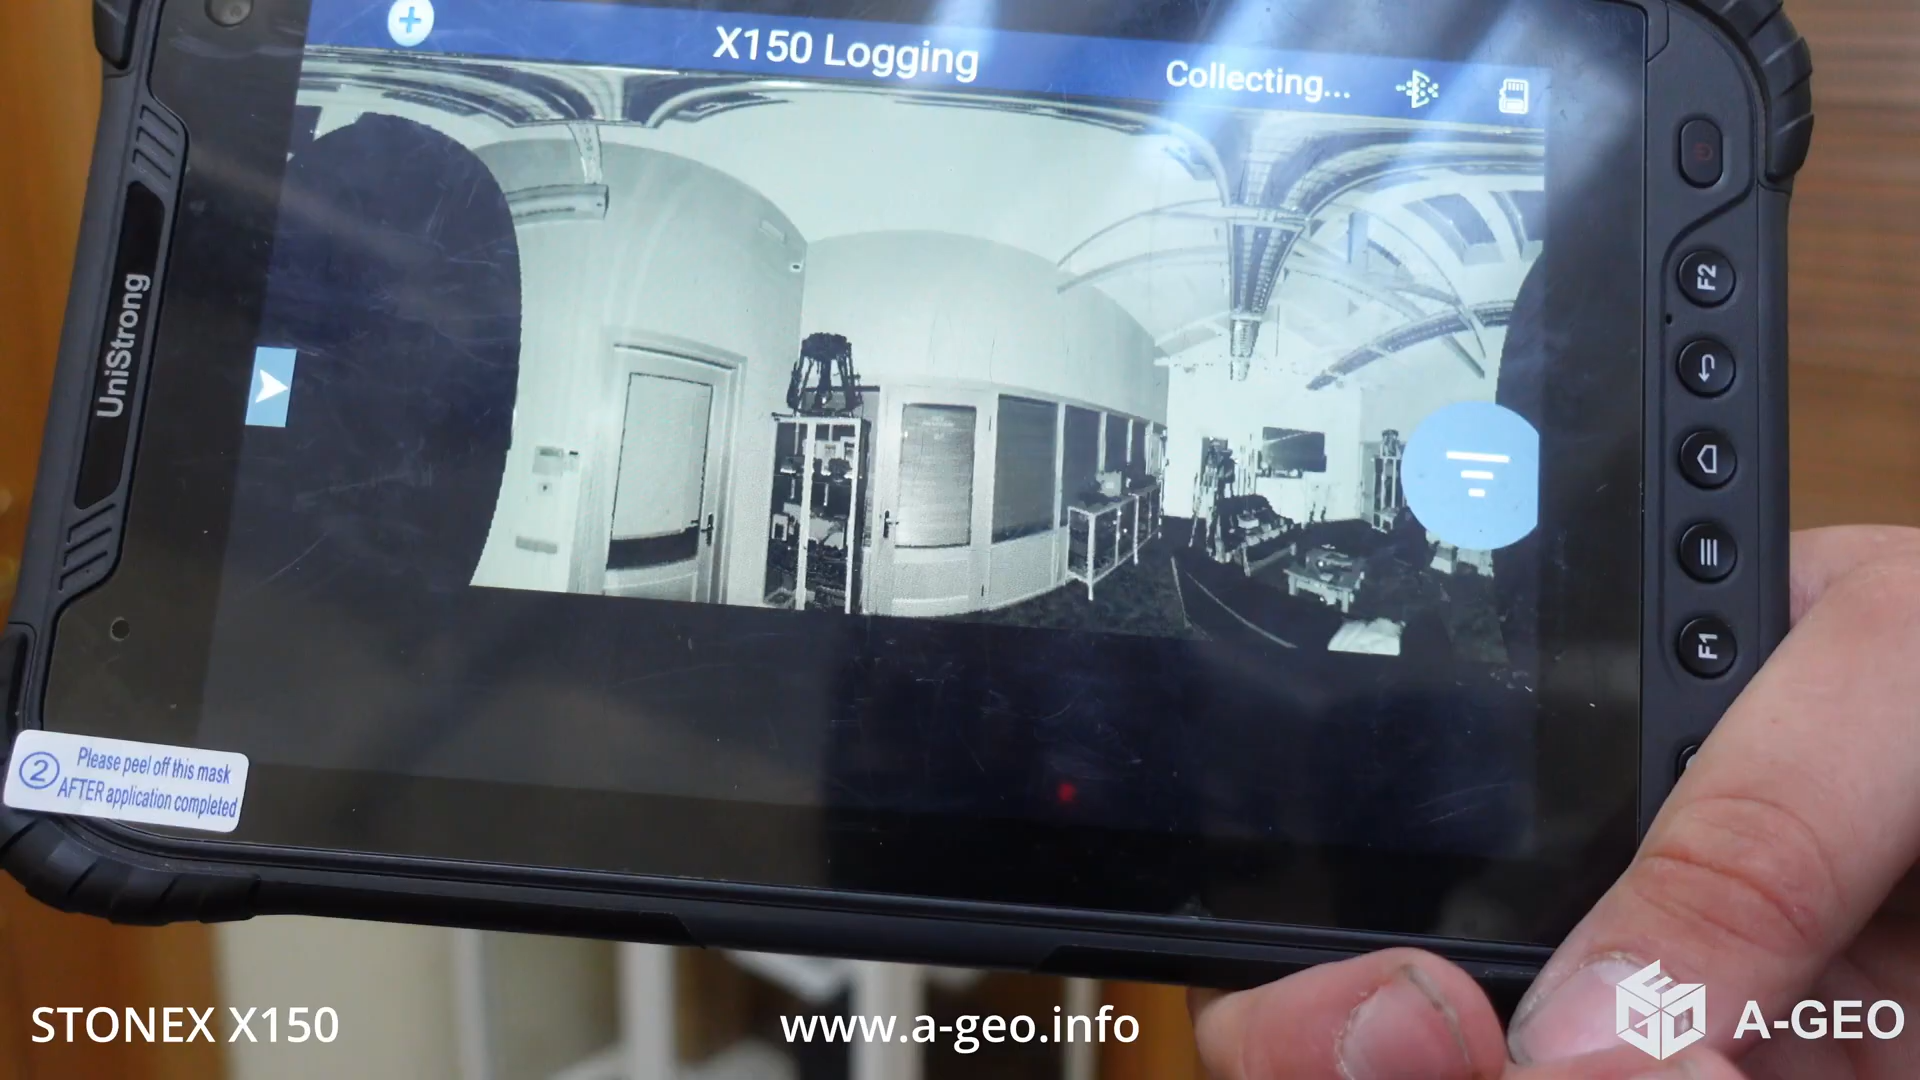 X150 Logging
Collecting...
UniStrong
F2
F1
2
Please peel off this mask
AFTER application completed
STONEX X150
www.a-geo.info
GEO
A-GEO